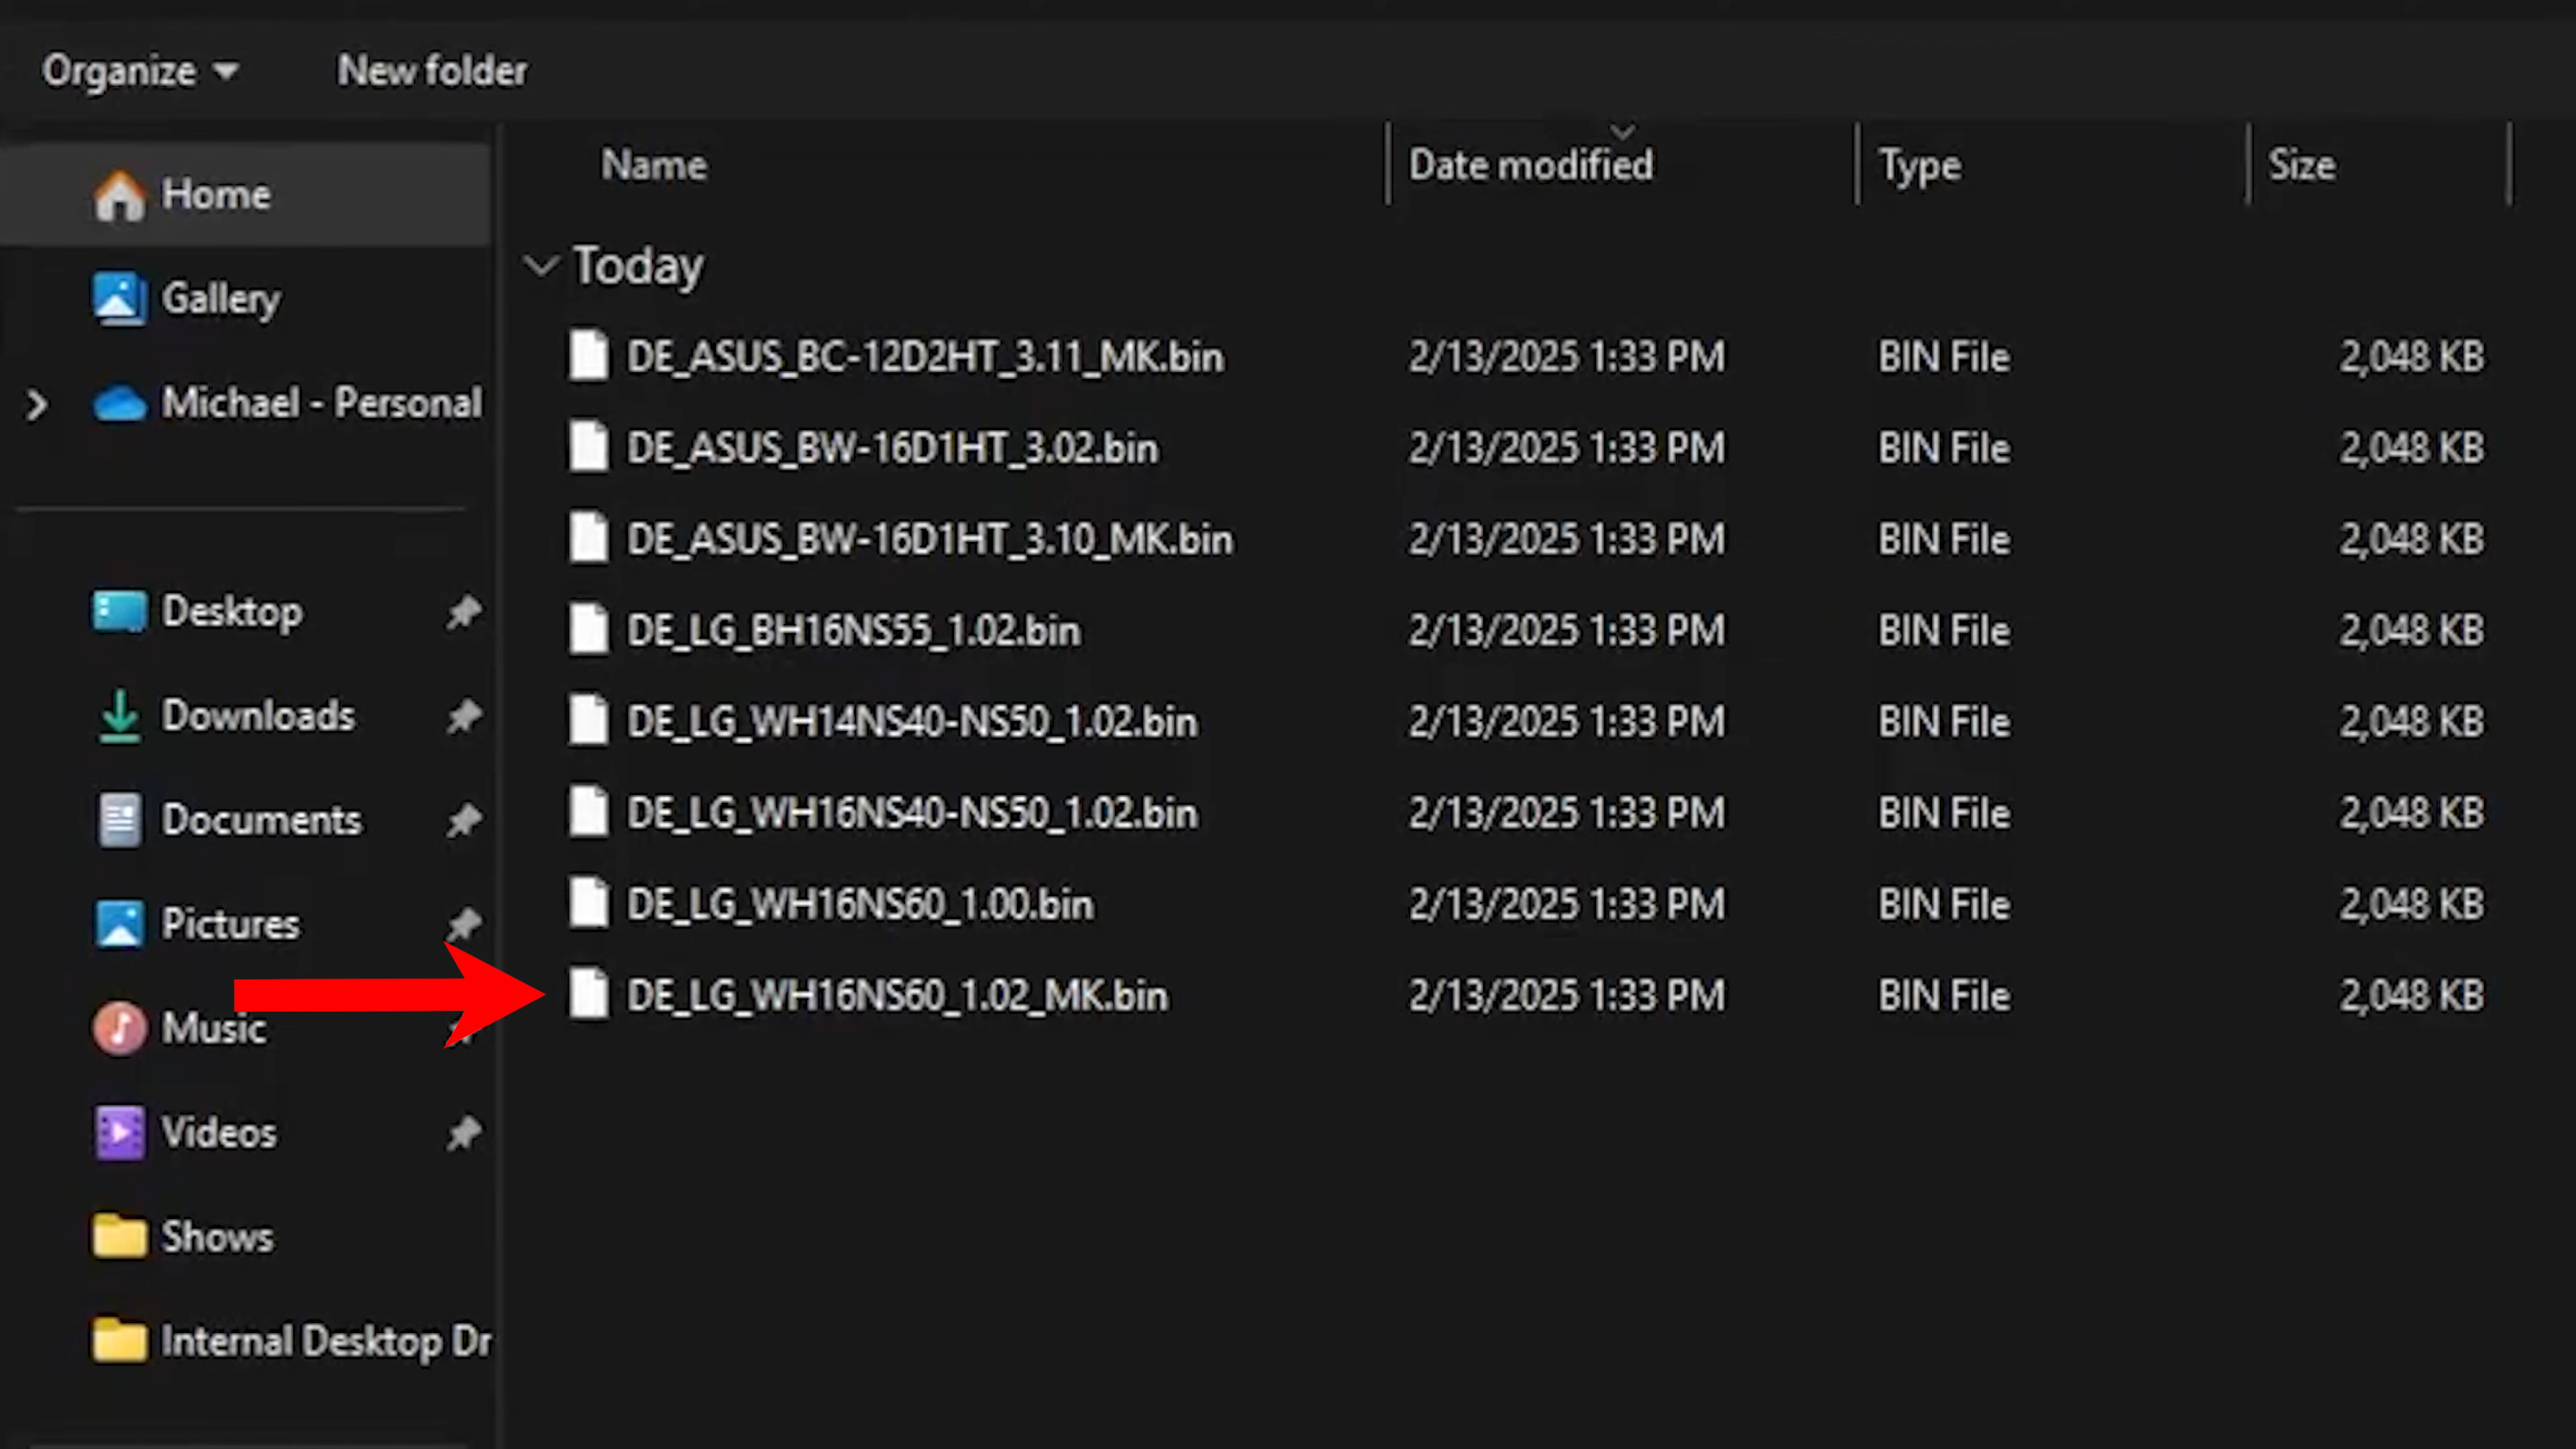 Organize New folder
Name Date modified Type Size
Home
Gallery
Michael - Personal
Desktop
Downloads
Documents
Pictures
Music
Videos
Shows
Internal Desktop Dr
Today
DE_ASUS_BC-12D2HT_3.11_MK.bin 2/13/2025 1:33 PM BIN File 2,048 KB
DE_ASUS_BW-16D1HT_3.02.bin 2/13/2025 1:33 PM BIN File 2,048 KB
DE_ASUS_BW-16D1HT_3.10_MK.bin 2/13/2025 1:33 PM BIN File 2,048 KB
DE_LG_BH16NS55_1.02.bin 2/13/2025 1:33 PM BIN File 2,048 KB
DE_LG_WH14NS40-NS50_1.02.bin 2/13/2025 1:33 PM BIN File 2,048 KB
DE_LG_WH16NS40-NS50_1.02.bin 2/13/2025 1:33 PM BIN File 2,048 KB
DE_LG_WH16NS60_1.00.bin 2/13/2025 1:33 PM BIN File 2,048 KB
DE_LG_WH16NS60_1.02_MK.bin 2/13/2025 1:33 PM BIN File 2,048 KB